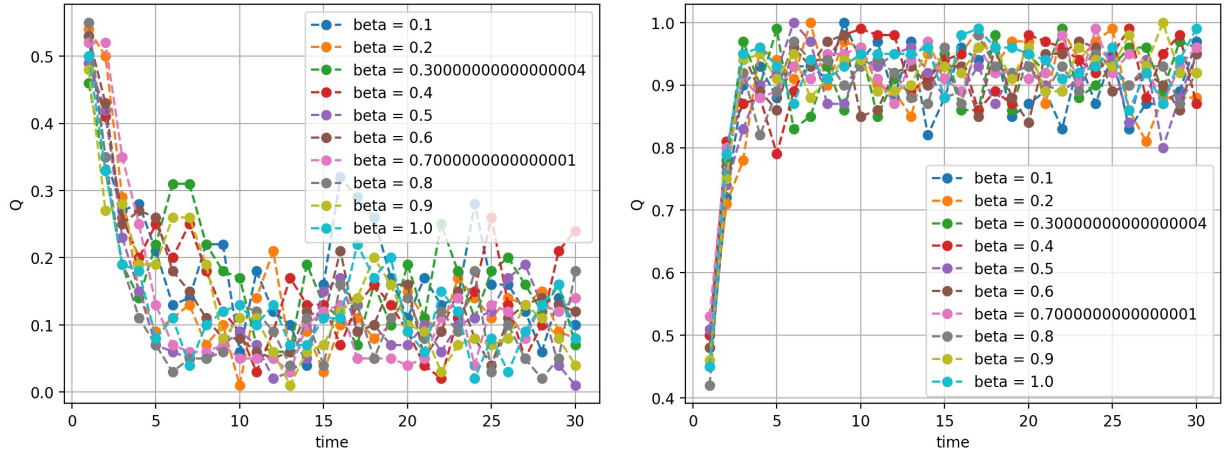 0.5
0.4
0.3
0.2
0.1
0.0
Q
0
5
10
15
20
25
30
time
beta = 0.1
beta = 0.2
beta = 0.30000000000000004
beta = 0.4
beta = 0.5
beta = 0.6
beta = 0.7000000000000001
beta = 0.8
beta = 0.9
beta = 1.0
1.0
0.9
0.8
0.7
0.6
0.5
0.4
Q
0
5
10
15
20
25
30
time
beta = 0.1
beta = 0.2
beta = 0.30000000000000004
beta = 0.4
beta = 0.5
beta = 0.6
beta = 0.7000000000000001
beta = 0.8
beta = 0.9
beta = 1.0